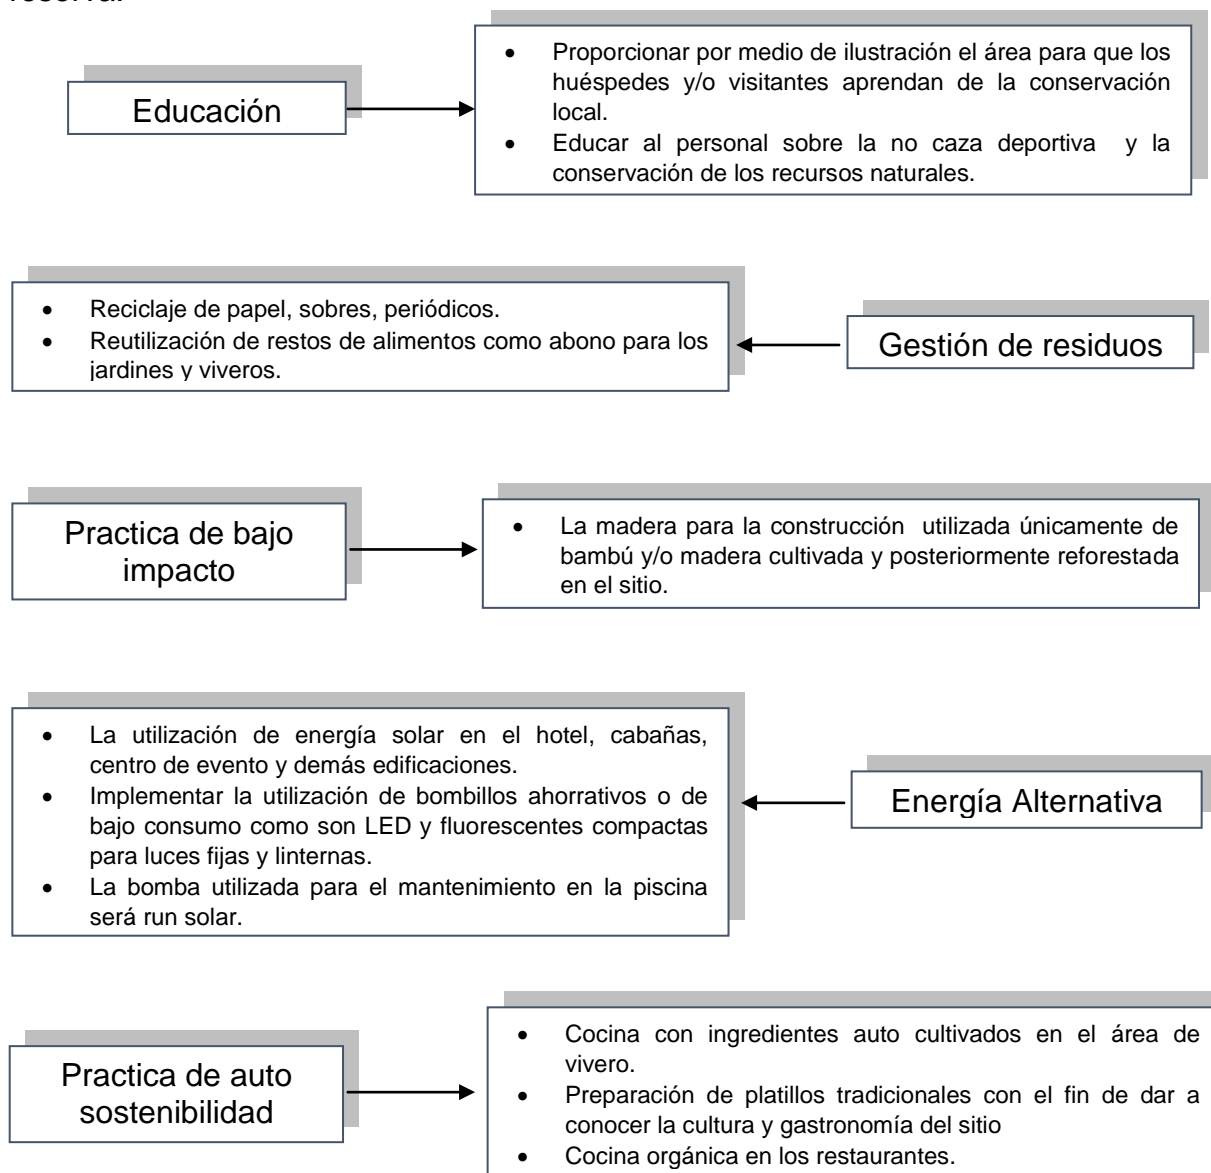 reserva.
Educación
• Proporcionar por medio de ilustración el área para que los
huéspedes y/o visitantes aprendan de la conservación
local.
• Educar al personal sobre la no caza deportiva y la
conservación de los recursos naturales.
• Reciclaje de papel, sobres, periódicos.
• Reutilización de restos de alimentos como abono para los
jardines y viveros.
Gestión de residuos
Practica de bajo
impacto
• La madera para la construcción utilizada únicamente de
bambú y/o madera cultivada y posteriormente reforestada
en el sitio.
• La utilización de energía solar en el hotel, cabañas,
centro de evento y demás edificaciones.
• Implementar la utilización de bombillos ahorrativos o de
bajo consumo como son LED y fluorescentes compactas
para luces fijas y linternas.
• La bomba utilizada para el mantenimiento en la piscina
será run solar.
Energía Alternativa
Practica de auto
sostenibilidad
• Cocina con ingredientes auto cultivados en el área de
vivero.
• Preparación de platillos tradicionales con el fin de dar a
conocer la cultura y gastronomía del sitio
• Cocina orgánica en los restaurantes.